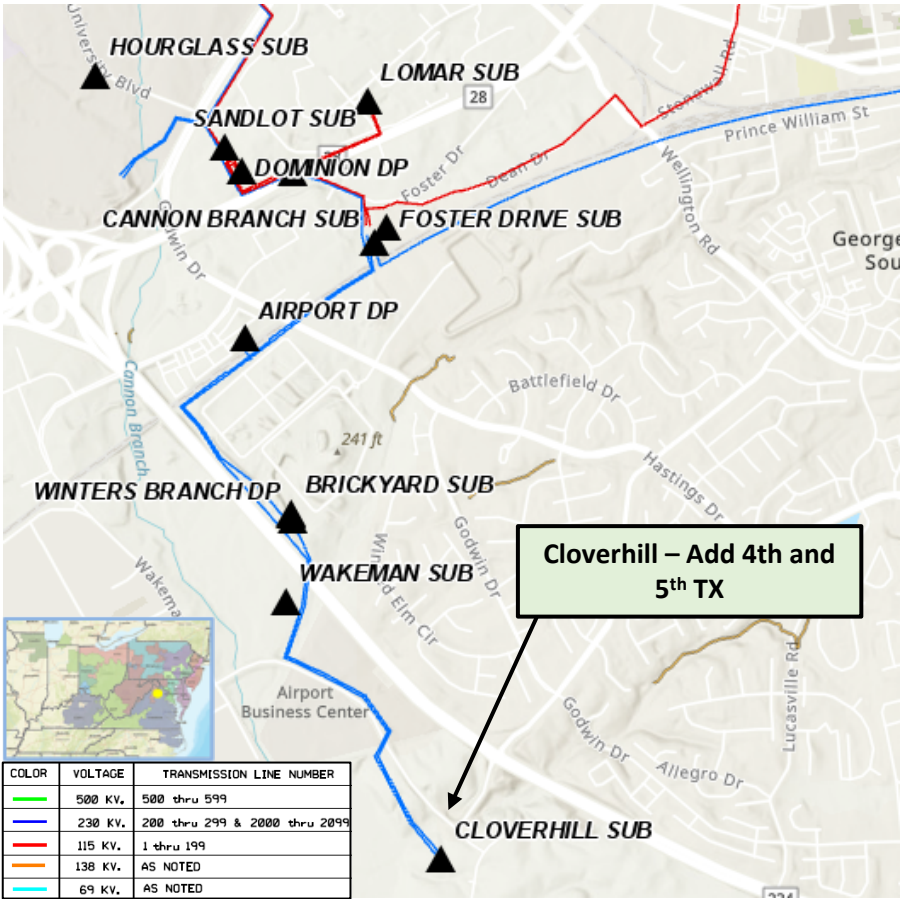 HOURGLASS SUB
University Blvd
LOMAR SUB
28
SANDLOT SUB
Stonewall Rd
Prince William St
DOMINION DP
Foster Dr
Dean Dr
Wellington Rd
CANNON BRANCH SUB
FOSTER DRIVE SUB
Godwin Dr
George
Sou
AIRPORT DP
Cannon Branch
Battlefield Dr
241 ft
Hastings Dr
WINTERS BRANCH DP
BRICKYARD SUB
Godwin Dr
Cloverhill – Add 4th and
5th TX
Wakema
WAKEMAN SUB
Elm Cir
Airport
Business Center
Lucasville Rd
Godwin Dr
Allegro Dr
COLOR VOLTAGE TRANSMISSION LINE NUMBER
500 KV. 500 thru 599
230 KV. 200 thru 299 & 2000 thru 2099
115 KV. 1 thru 199
138 KV. AS NOTED
69 KV. AS NOTED
CLOVERHILL SUB
234